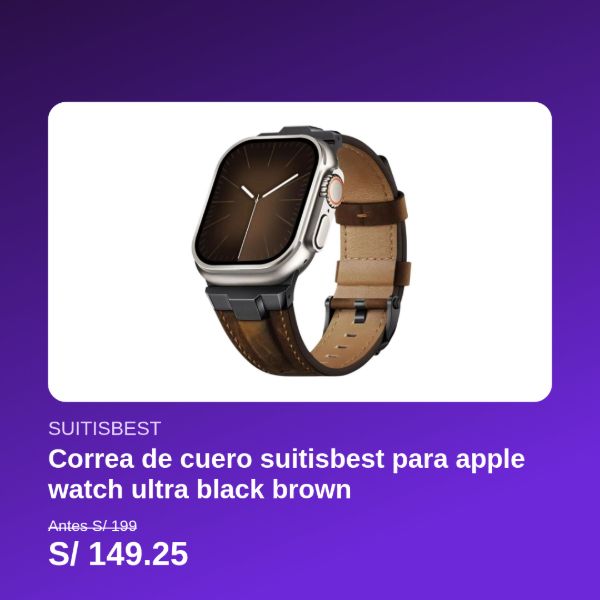 SUITISBEST
Correa de cuero suitisbest para apple
watch ultra black brown
Antes S/ 199
S/ 149.25